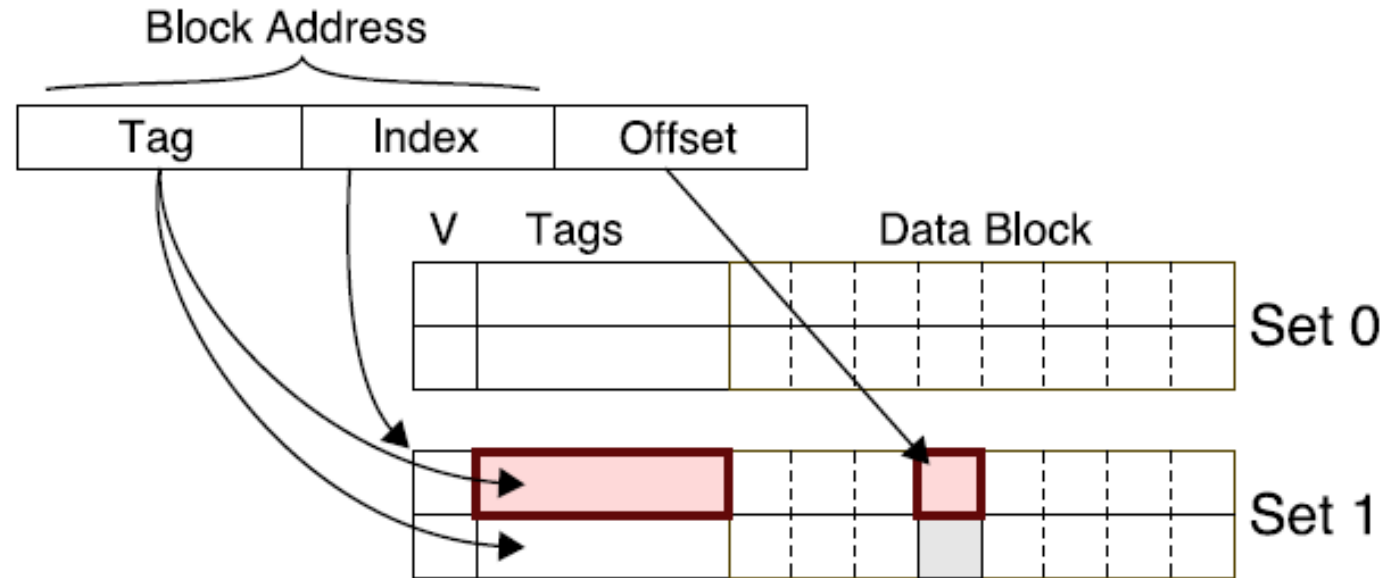 Block Address
Tag Index Offset
V Tags Data Block
Set 0
Set 1